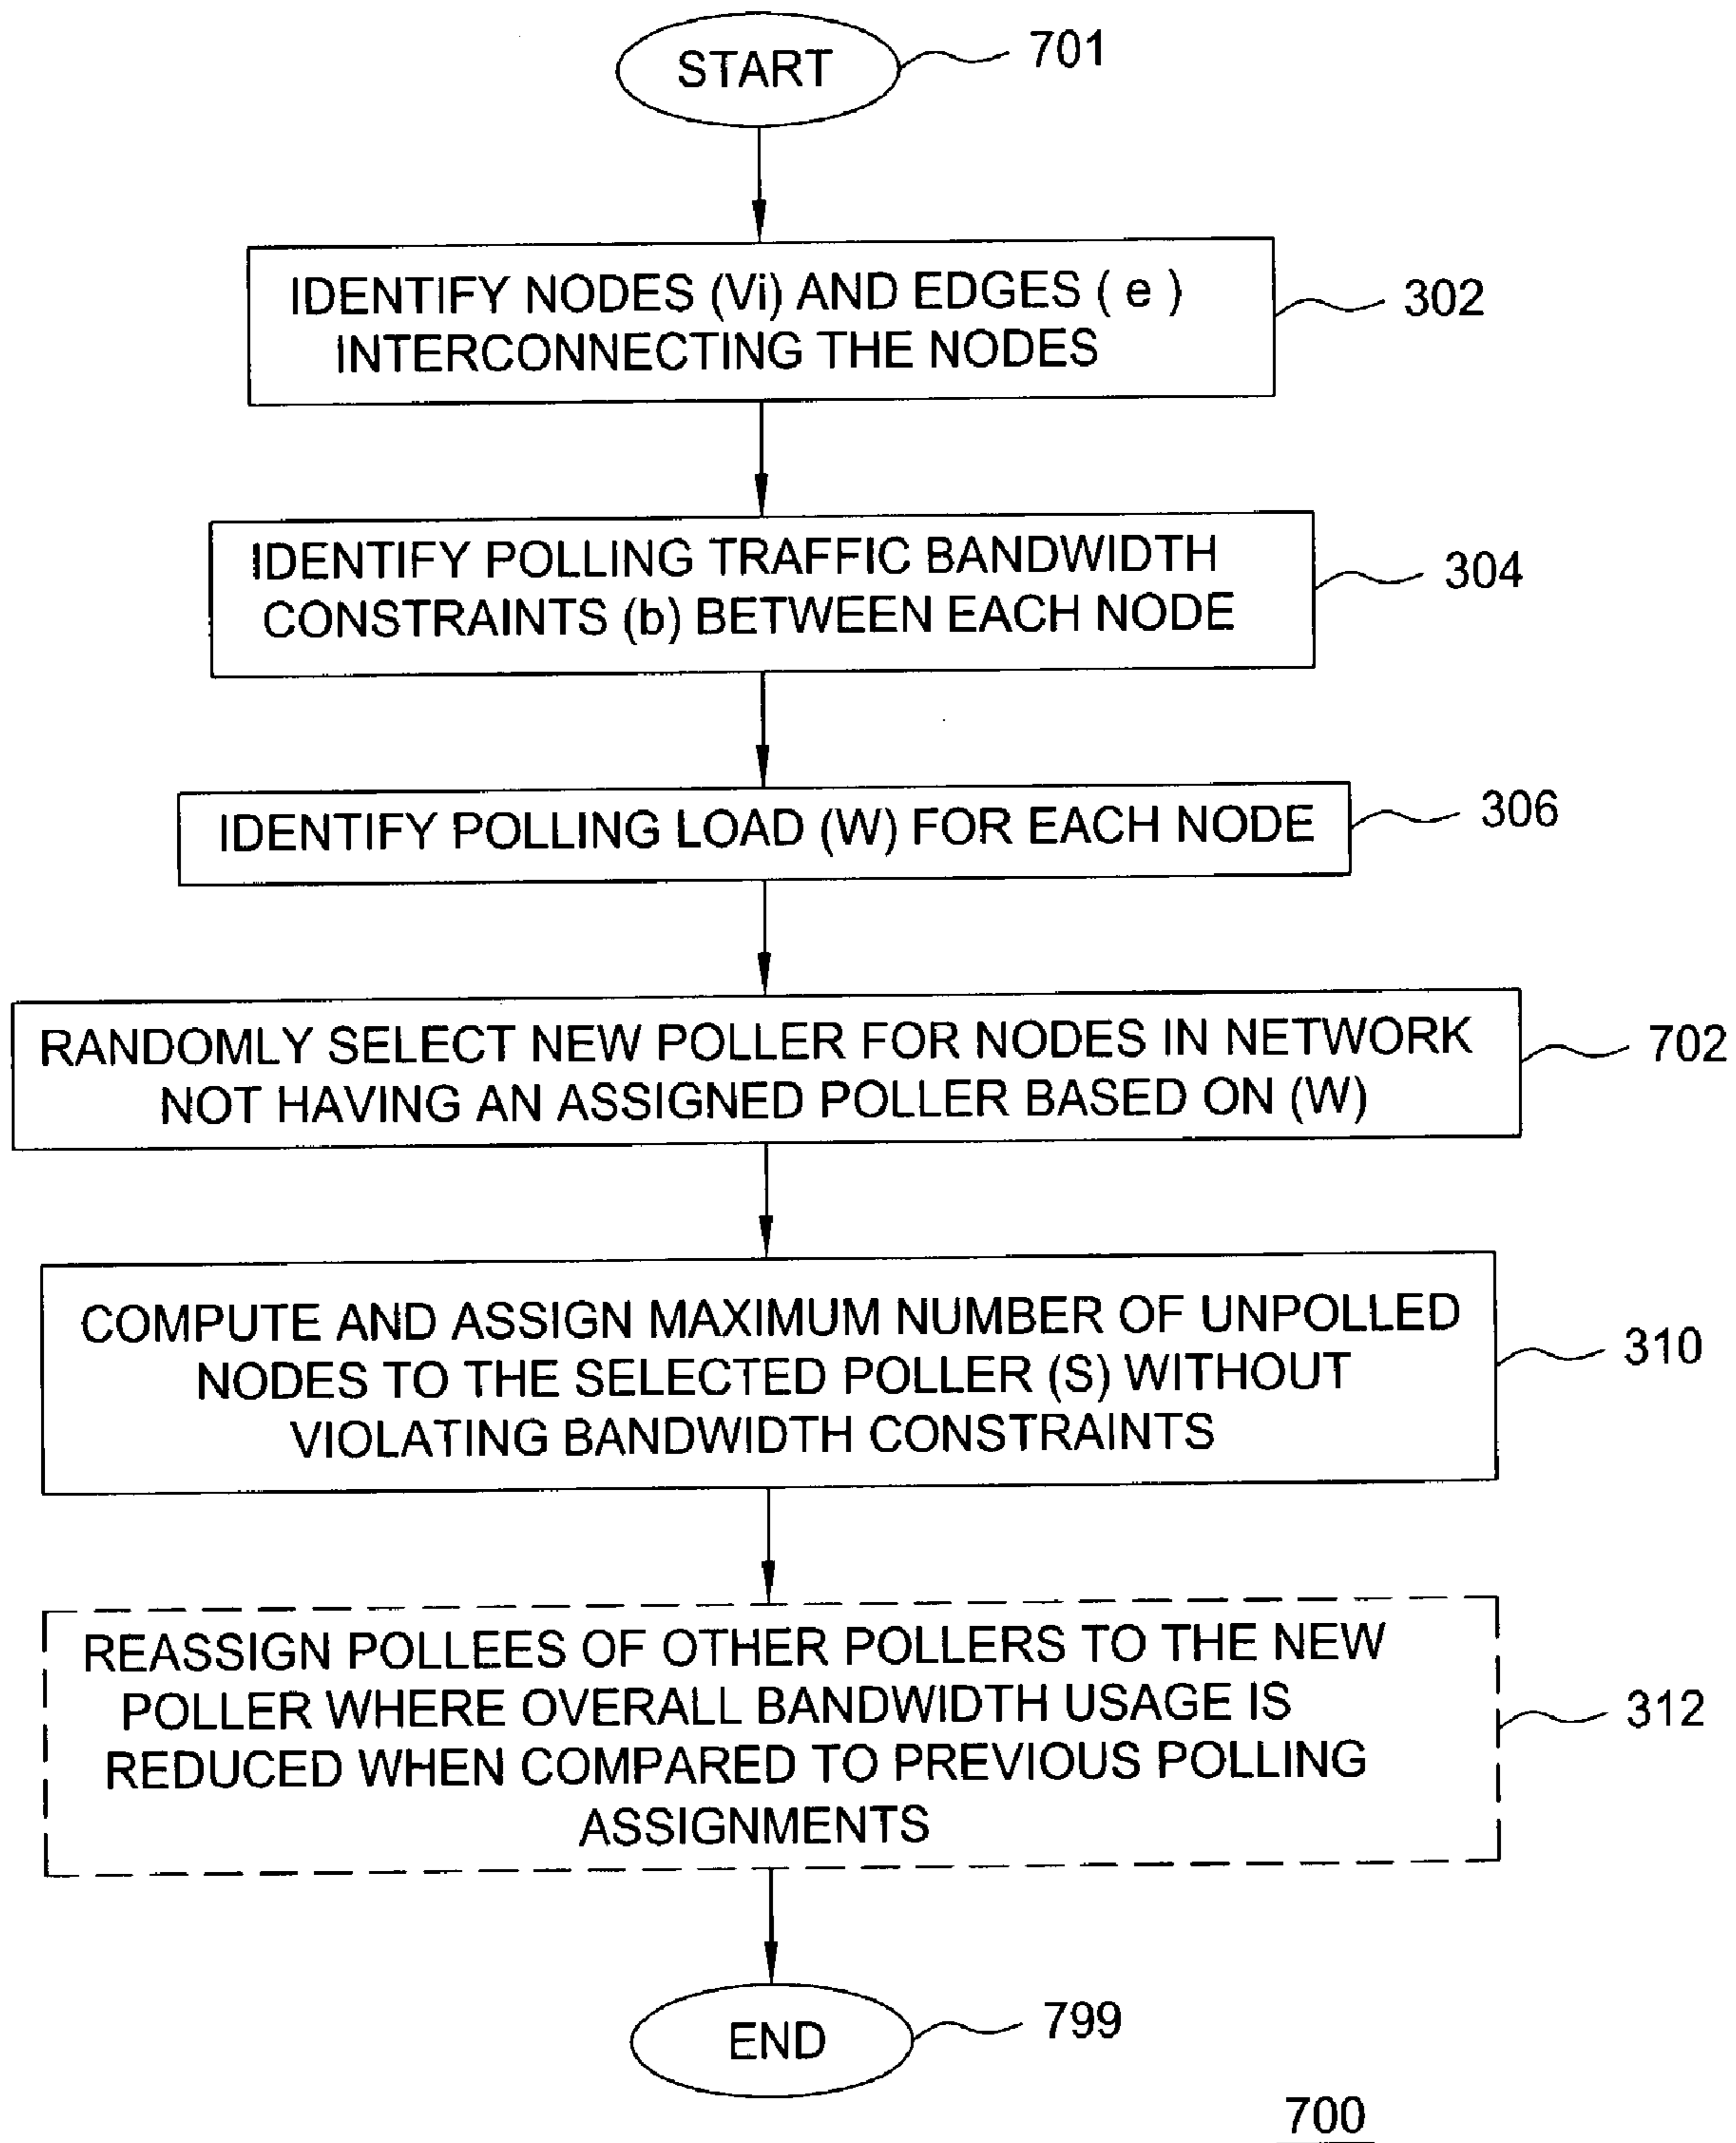 START
701
IDENTIFY NODES (Vi) AND EDGES ( e )
INTERCONNECTING THE NODES
302
IDENTIFY POLLING TRAFFIC BANDWIDTH
CONSTRAINTS (b) BETWEEN EACH NODE
304
IDENTIFY POLLING LOAD (W) FOR EACH NODE
306
RANDOMLY SELECT NEW POLLER FOR NODES IN NETWORK
NOT HAVING AN ASSIGNED POLLER BASED ON (W)
702
COMPUTE AND ASSIGN MAXIMUM NUMBER OF UNPOLLED
NODES TO THE SELECTED POLLER (S) WITHOUT
VIOLATING BANDWIDTH CONSTRAINTS
310
REASSIGN POLLEES OF OTHER POLLERS TO THE NEW
POLLER WHERE OVERALL BANDWIDTH USAGE IS
REDUCED WHEN COMPARED TO PREVIOUS POLLING
ASSIGNMENTS
312
END
799
700